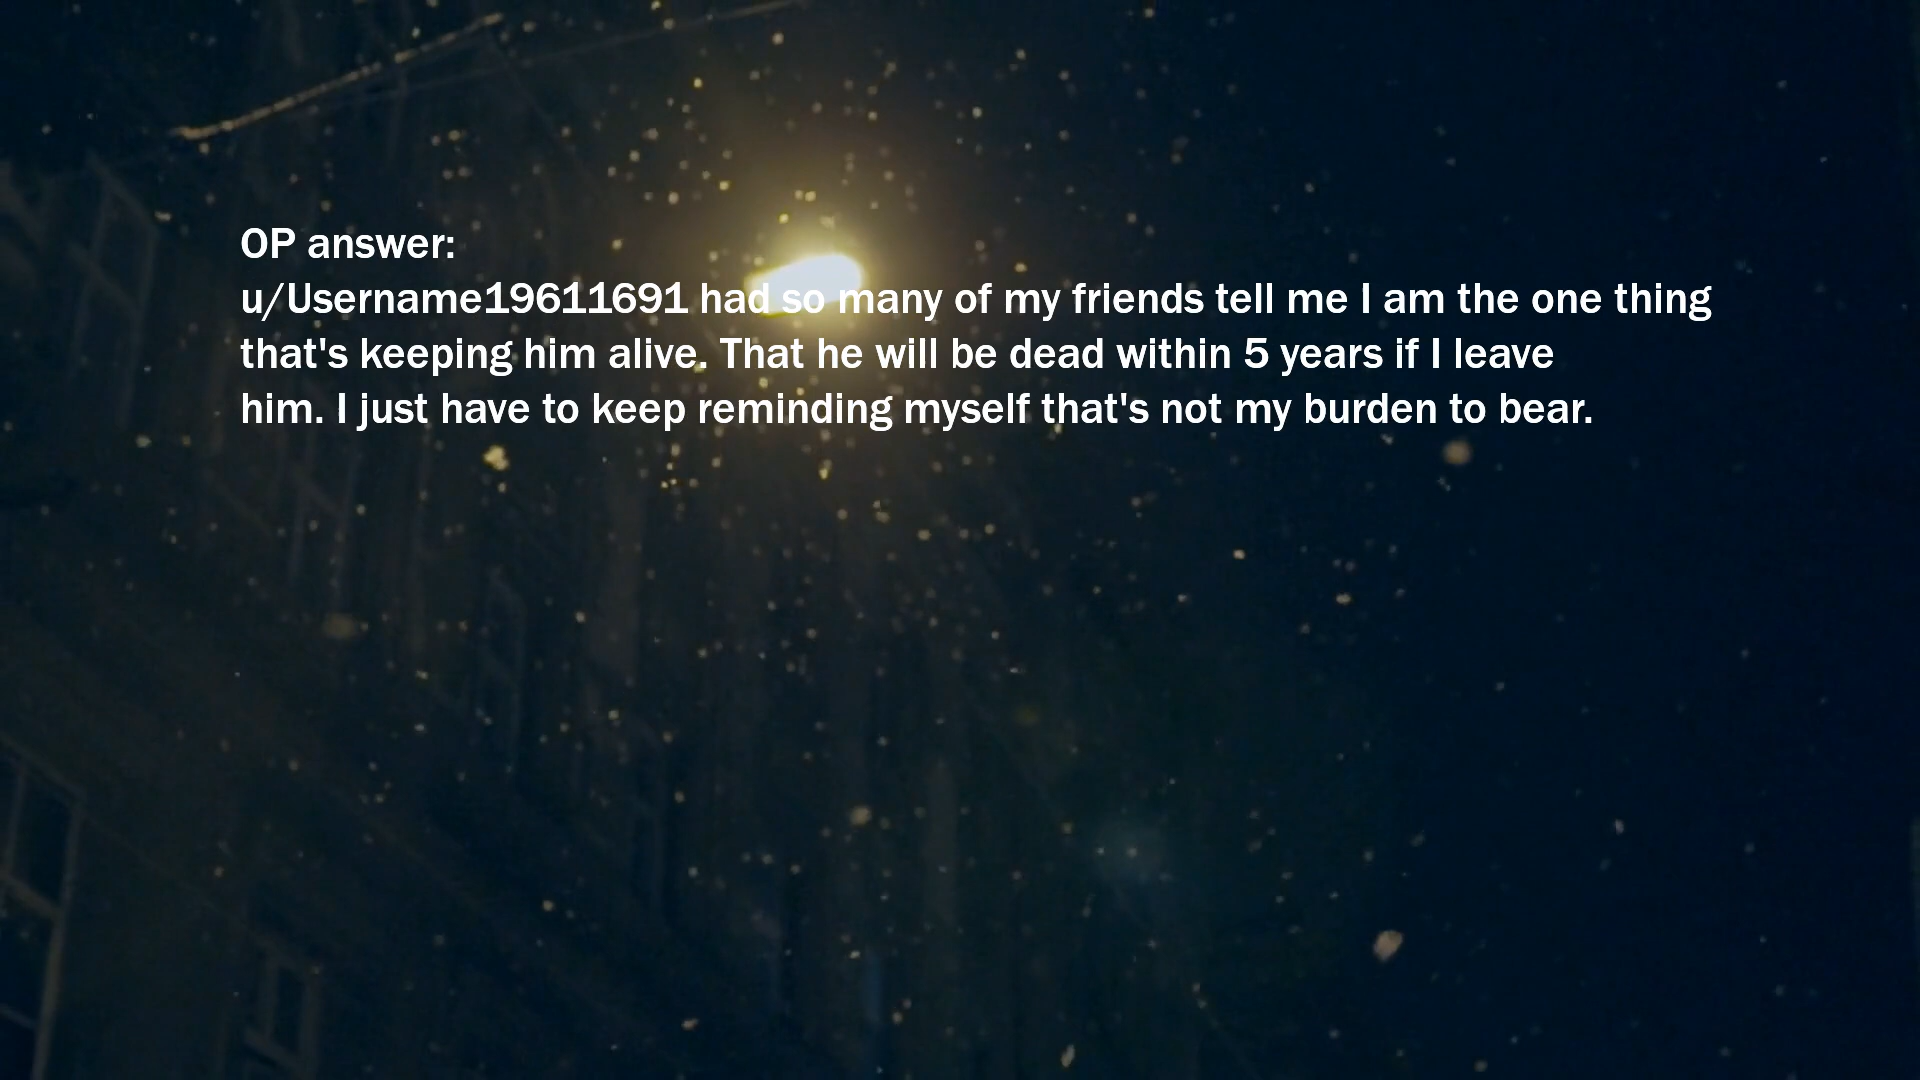 OP answer:
u/Username19611691 had so many of my friends tell me I am the one thing
that's keeping him alive. That he will be dead within 5 years if I leave
him. I just have to keep reminding myself that's not my burden to bear.